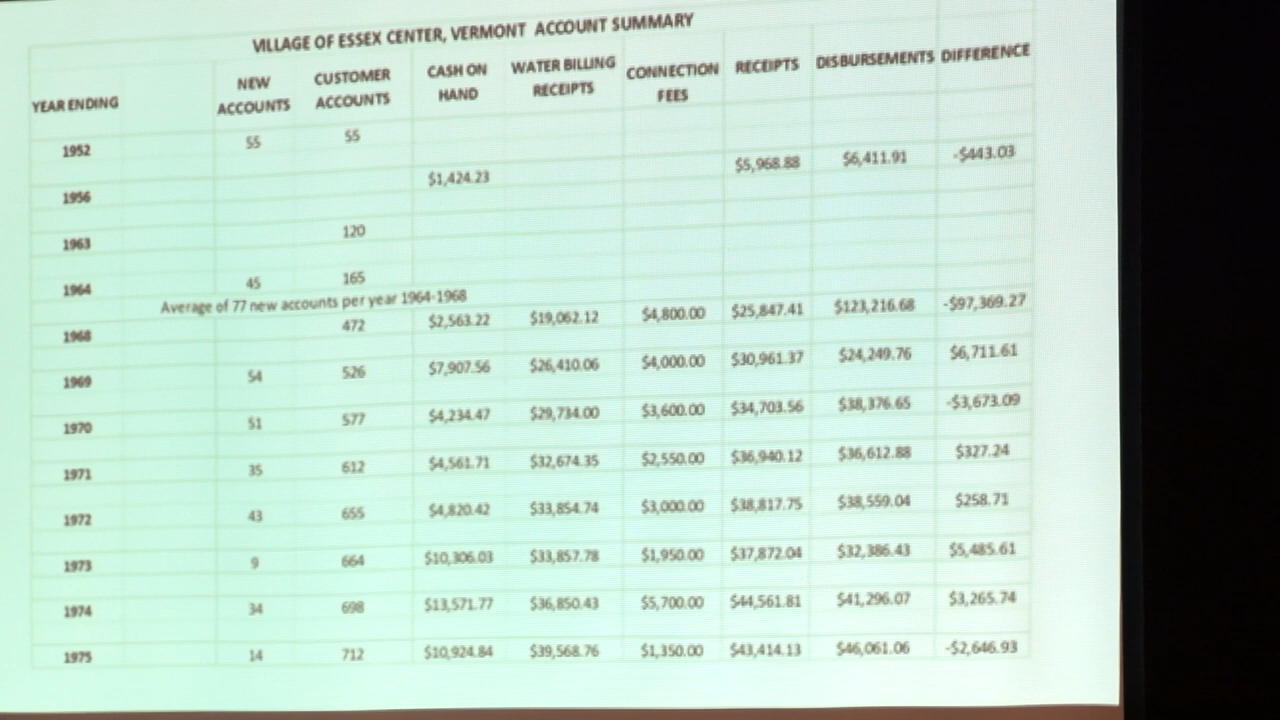 VILLAGE OF ESSEX CENTER, VERMONT ACCOUNT SUMMARY
YEAR ENDING NEW ACCOUNTS CUSTOMER ACCOUNTS CASH ON HAND WATER BILLING RECEIPTS CONNECTION FEES RECEIPTS DISBURSEMENTS DIFFERENCE
1952 55 55
1956 $1,424.23 $5,968.88 $6,411.91 -$443.03
1963 120
1964 45 165
Average of 77 new accounts per year 1964-1968
1968 472 $2,563.22 $19,062.12 $4,800.00 $25,847.41 $123,216.68 -$97,369.27
1969 54 526 $7,907.56 $26,410.06 $4,000.00 $30,961.37 $24,249.76 $6,711.61
1970 51 577 $4,234.47 $29,734.00 $3,600.00 $34,703.56 $38,376.65 -$3,673.09
1971 35 612 $4,561.71 $32,674.35 $2,550.00 $36,940.12 $36,612.88 $327.24
1972 43 655 $4,820.42 $33,854.74 $3,000.00 $38,817.75 $38,559.04 $258.71
1973 9 664 $10,306.03 $33,857.78 $1,950.00 $37,872.04 $32,386.43 $5,485.61
1974 34 698 $13,571.77 $36,850.43 $5,700.00 $44,561.81 $41,296.07 $3,265.74
1975 14 712 $10,924.84 $39,568.76 $1,350.00 $43,414.13 $46,061.06 -$2,646.93